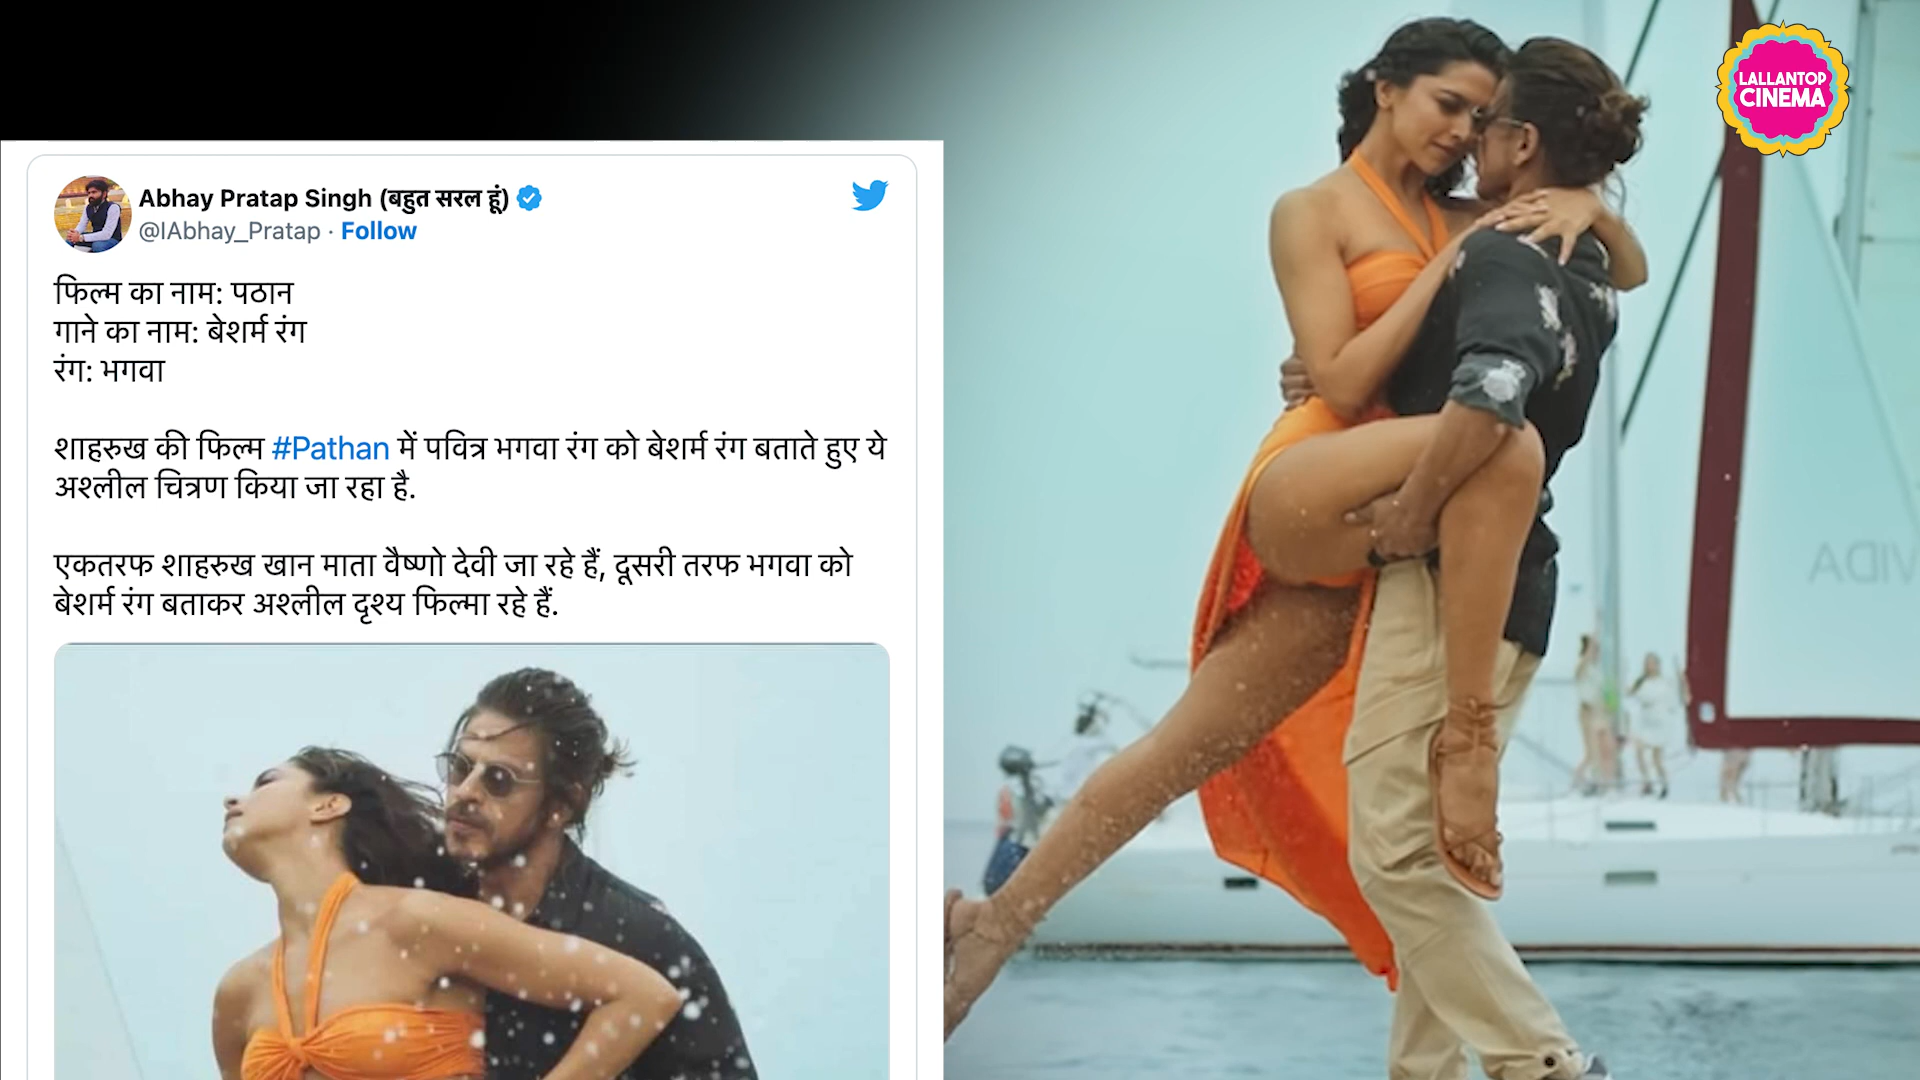 LALLANTOP
CINEMA
Abhay Pratap Singh (बहुत सरल हूं)
@IAbhay_Pratap · Follow
फिल्म का नाम: पठान
गाने का नाम: बेशर्म रंग
रंग: भगवा
शाहरुख की फिल्म #Pathan में पवित्र भगवा रंग को बेशर्म रंग बताते हुए ये
अश्लील चित्रण किया जा रहा है.
एकतरफ शाहरुख खान माता वैष्णो देवी जा रहे हैं, दूसरी तरफ भगवा को
बेशर्म रंग बताकर अश्लील दृश्य फिल्मा रहे हैं.